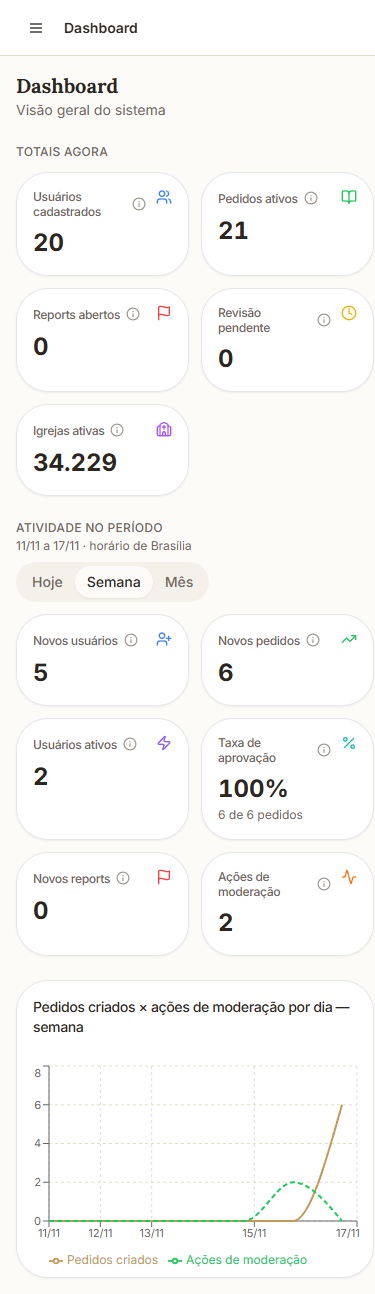 Dashboard
Dashboard
Visão geral do sistema
TOTAIS AGORA
Usuários
cadastrados
20
Pedidos ativos
21
Reports abertos
0
Revisão
pendente
0
Igrejas ativas
34.229
ATIVIDADE NO PERÍODO
11/11 a 17/11 · horário de Brasília
Hoje Semana Mês
Novos usuários
5
Novos pedidos
6
Usuários ativos
2
Taxa de
aprovação
100%
6 de 6 pedidos
Novos reports
0
Ações de
moderação
2
Pedidos criados × ações de moderação por dia —
semana
8
6
4
2
0
11/11 12/11 13/11 15/11 17/11
Pedidos criados Ações de moderação